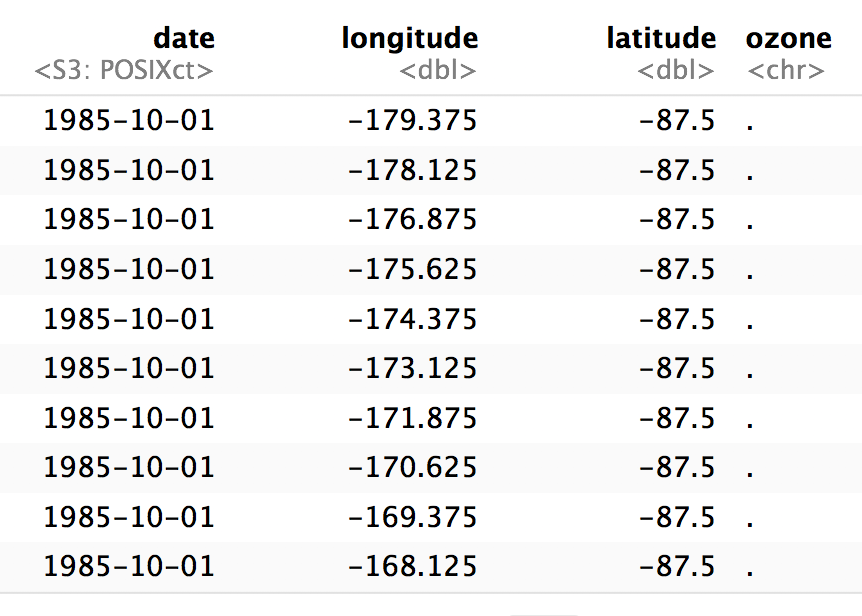 date longitude latitude ozone
<S3: POSIXct> <dbl> <dbl> <chr>
1985-10-01 -179.375 -87.5 .
1985-10-01 -178.125 -87.5 .
1985-10-01 -176.875 -87.5 .
1985-10-01 -175.625 -87.5 .
1985-10-01 -174.375 -87.5 .
1985-10-01 -173.125 -87.5 .
1985-10-01 -171.875 -87.5 .
1985-10-01 -170.625 -87.5 .
1985-10-01 -169.375 -87.5 .
1985-10-01 -168.125 -87.5 .